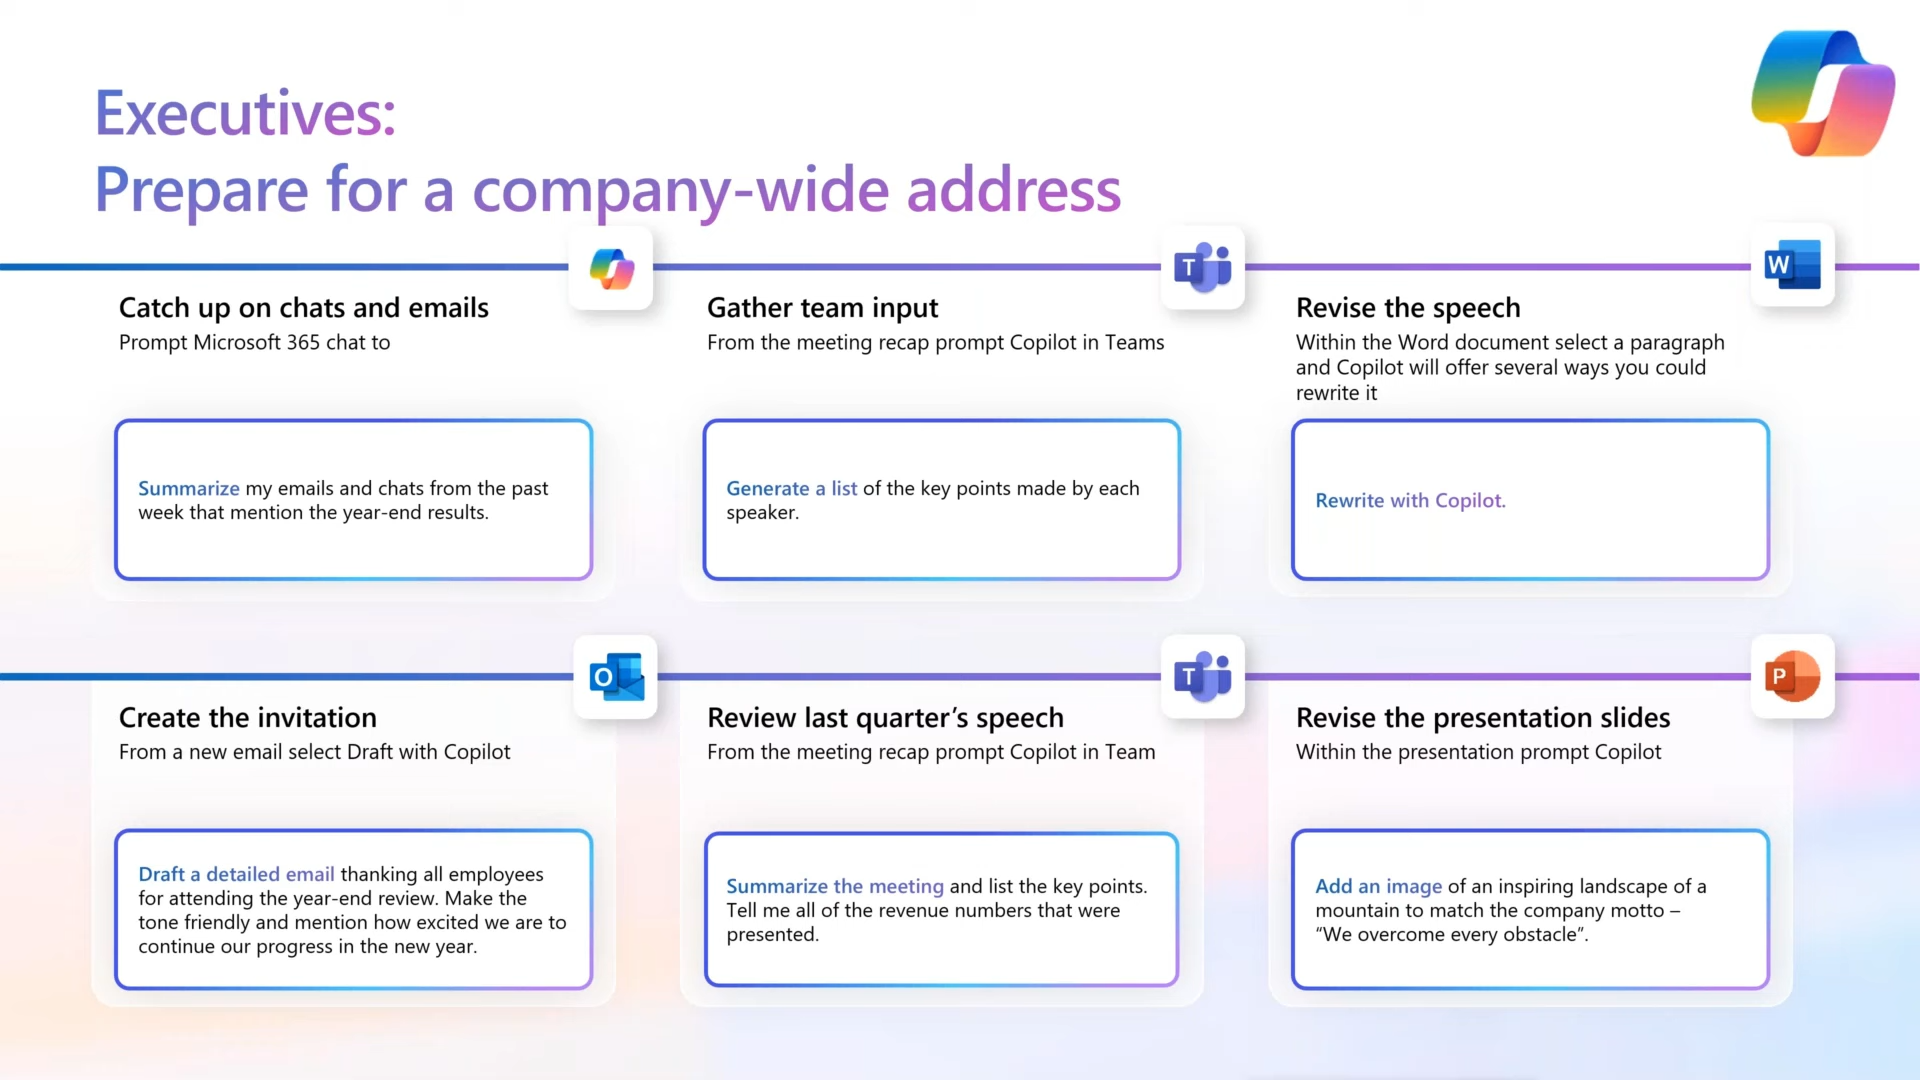 Executives:
Prepare for a company-wide address
Catch up on chats and emails
Prompt Microsoft 365 chat to
Summarize my emails and chats from the past
week that mention the year-end results.
T
Gather team input
From the meeting recap prompt Copilot in Teams
Generate a list of the key points made by each
speaker.
W
Revise the speech
Within the Word document select a paragraph
and Copilot will offer several ways you could
rewrite it
Rewrite with Copilot.
O
Create the invitation
From a new email select Draft with Copilot
Draft a detailed email thanking all employees
for attending the year-end review. Make the
tone friendly and mention how excited we are to
continue our progress in the new year.
T
Review last quarter’s speech
From the meeting recap prompt Copilot in Team
Summarize the meeting and list the key points.
Tell me all of the revenue numbers that were
presented.
P
Revise the presentation slides
Within the presentation prompt Copilot
Add an image of an inspiring landscape of a
mountain to match the company motto –
“We overcome every obstacle”.